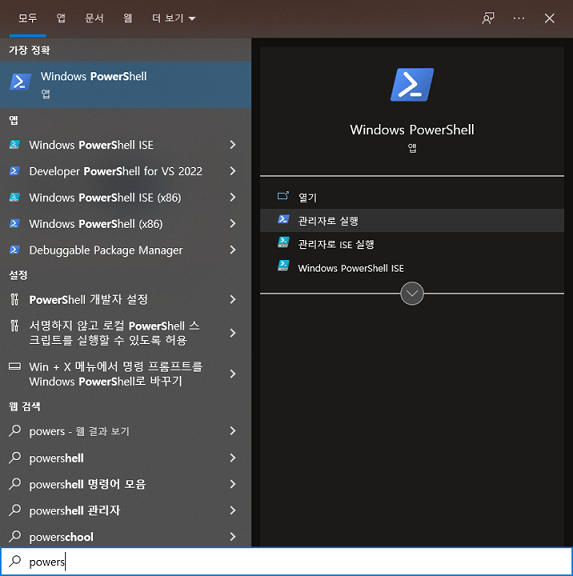 모두 앱 문서 웹 더 보기
가장 정확
Windows PowerShell
앱
앱
Windows PowerShell ISE
Developer PowerShell for VS 2022
Windows PowerShell ISE (x86)
Windows PowerShell (x86)
Debuggable Package Manager
설정
PowerShell 개발자 설정
서명하지 않고 로컬 PowerShell 스
크립트를 실행할 수 있도록 허용
Win + X 메뉴에서 명령 프롬프트를
Windows PowerShell로 바꾸기
웹 검색
powers - 웹 결과 보기
powershell
powershell 명령어 모음
powershell 관리자
powerschool
powers
Windows PowerShell
앱
열기
관리자로 실행
관리자로 ISE 실행
Windows PowerShell ISE